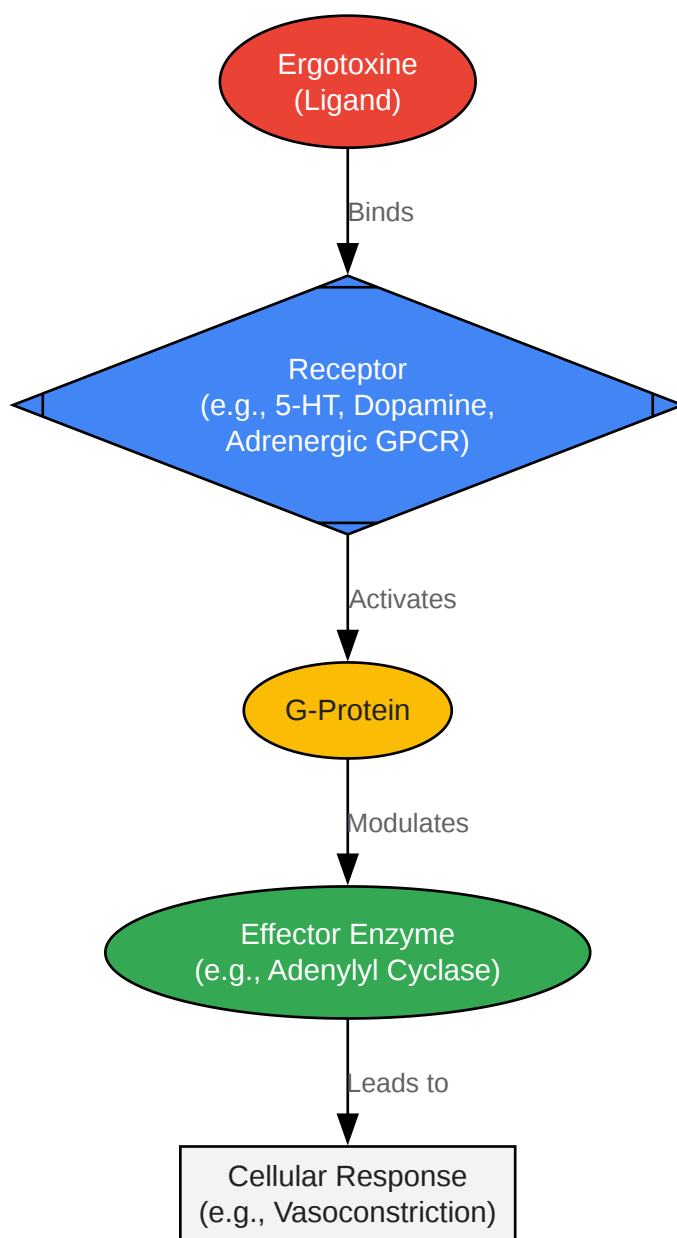 Ergotoxine
(Ligand)
Binds
Receptor
(e.g., 5-HT, Dopamine,
Adrenergic GPCR)
Activates
G-Protein
Modulates
Effector Enzyme
(e.g., Adenylyl Cyclase)
Leads to
Cellular Response
(e.g., Vasoconstriction)